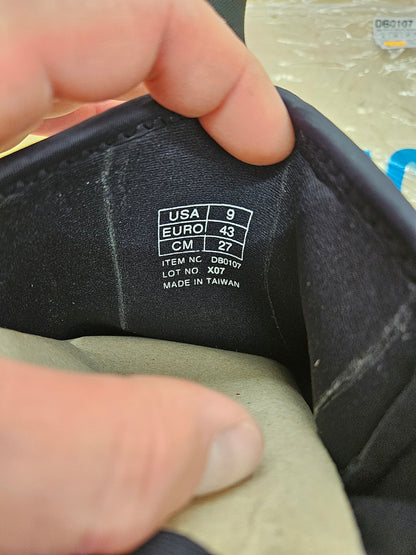 DB0107
USA 9
EURO 43
CM 27
ITEM NO. DB0107
LOT NO. X07
MADE IN TAIWAN